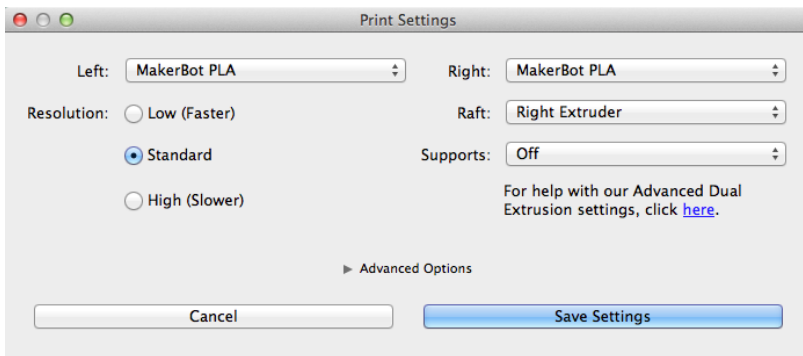 Print Settings
Left: MakerBot PLA Right: MakerBot PLA
Resolution: Low (Faster) Raft: Right Extruder
Standard Supports: Off
High (Slower) For help with our Advanced Dual
Extrusion settings, click here.
Advanced Options
Cancel Save Settings